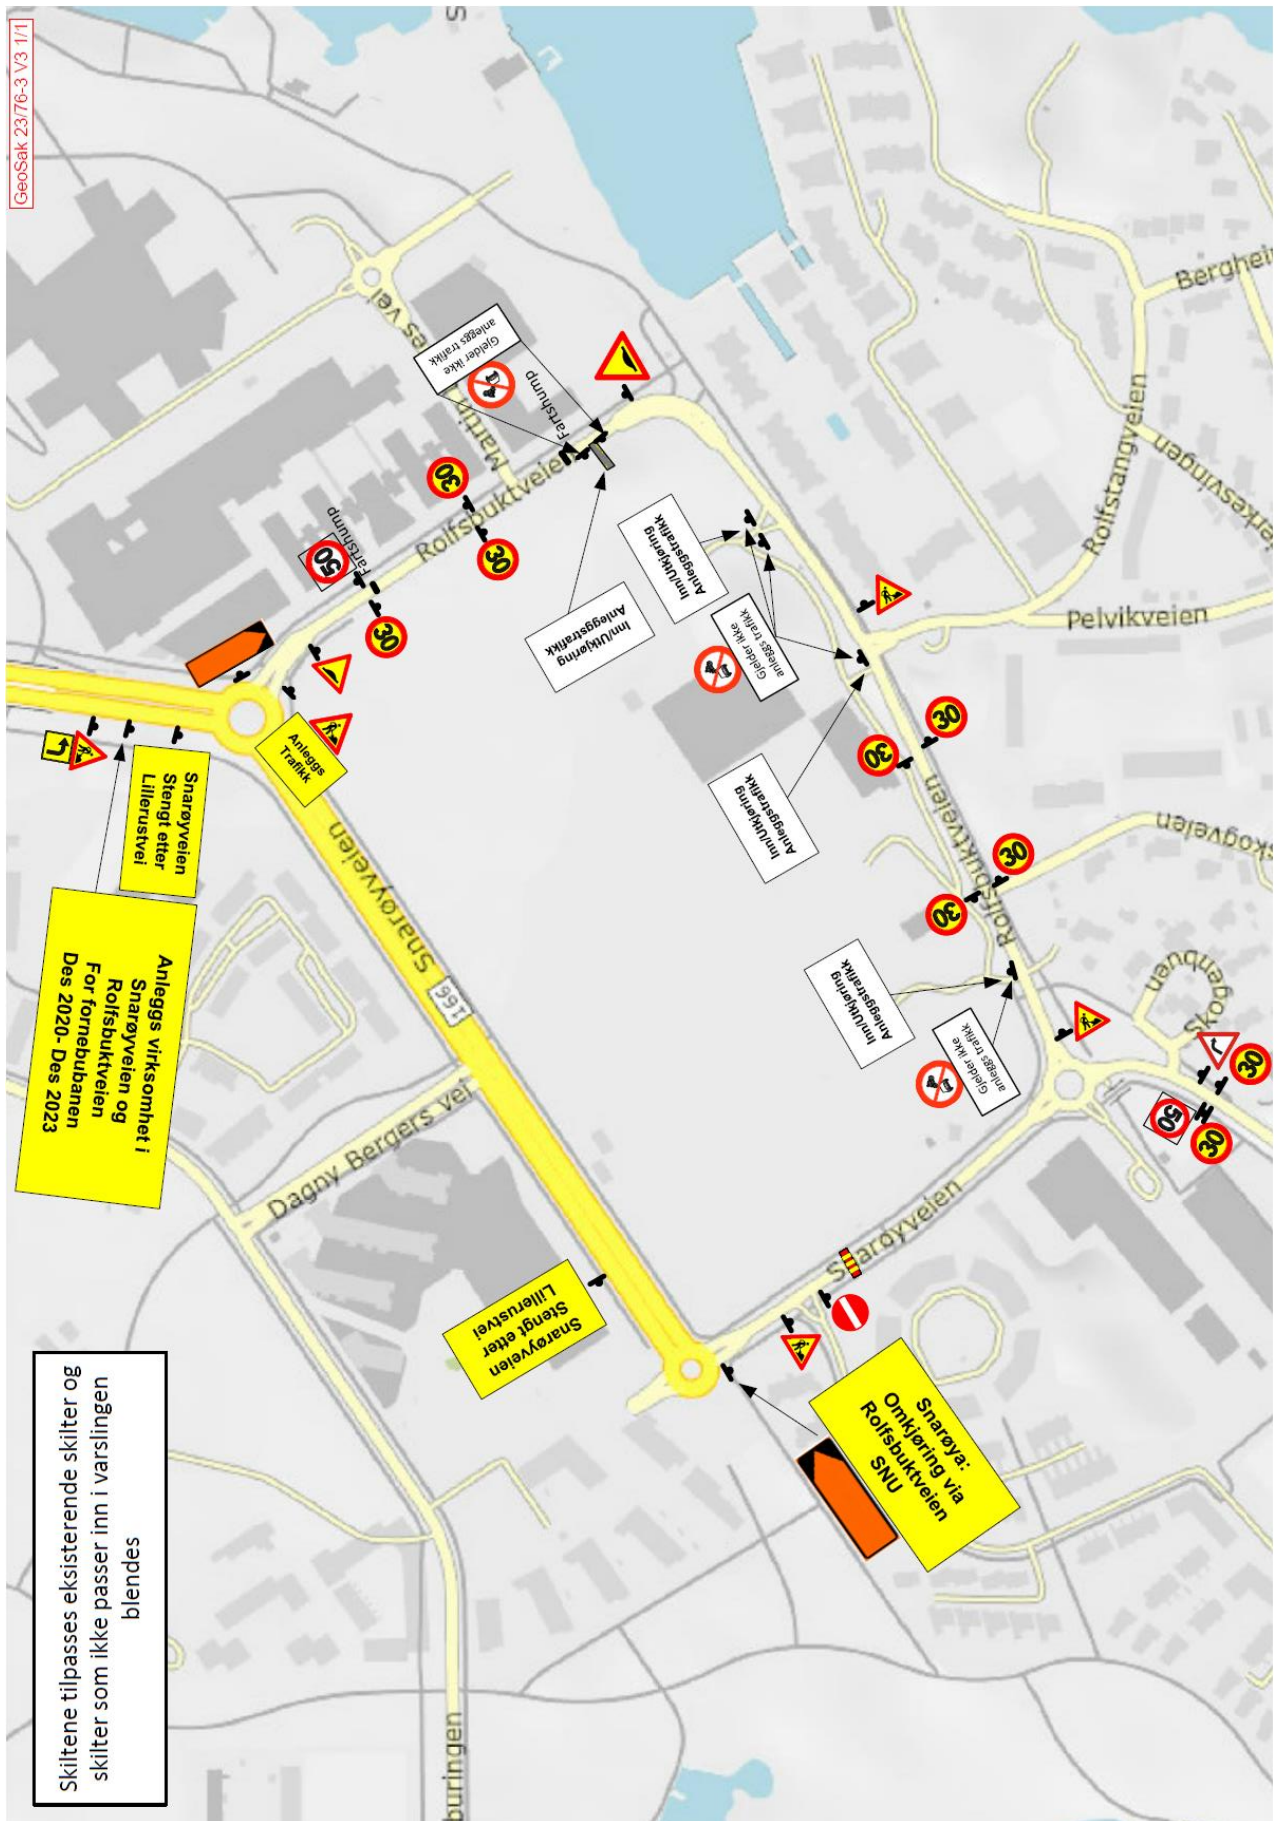 GeoSak 23/76-3 V3 1/1
Gjelder ikke
anleggs trafikk
Fartshump
30
Rolfsbuktveien
Fartshump
50
30
30
Inn/Utkjøring
Anleggstrafikk
Inn/Utkjøring
Anleggstrafikk
Gjelder ikke
anleggs trafikk
Inn/Utkjøring
Anleggstrafikk
Rolfstangveien
Pelvikveien
30
30
Rolfsbuktveien
30
30
Inn/Utkjøring
Anleggstrafikk
Gjelder ikke
anleggs trafikk
30
50
30
Anleggs
Trafikk
Snarøyveien
Stengt etter
Lillerustvei
Anleggs virksomhet i
Snarøyveien og
Rolfsbuktveien
For fornebubanen
Des 2020- Des 2023
Snarøyveien
166
Dagny Bergers vei
Snarøyveien
Stengt etter
Lillerustvei
Snarøyveien
Snarøya:
Omkjøring via
Rolfsbuktveien
SNU
Skiltene tilpasses eksisterende skilter og
skilter som ikke passer inn i varslingen
blendes